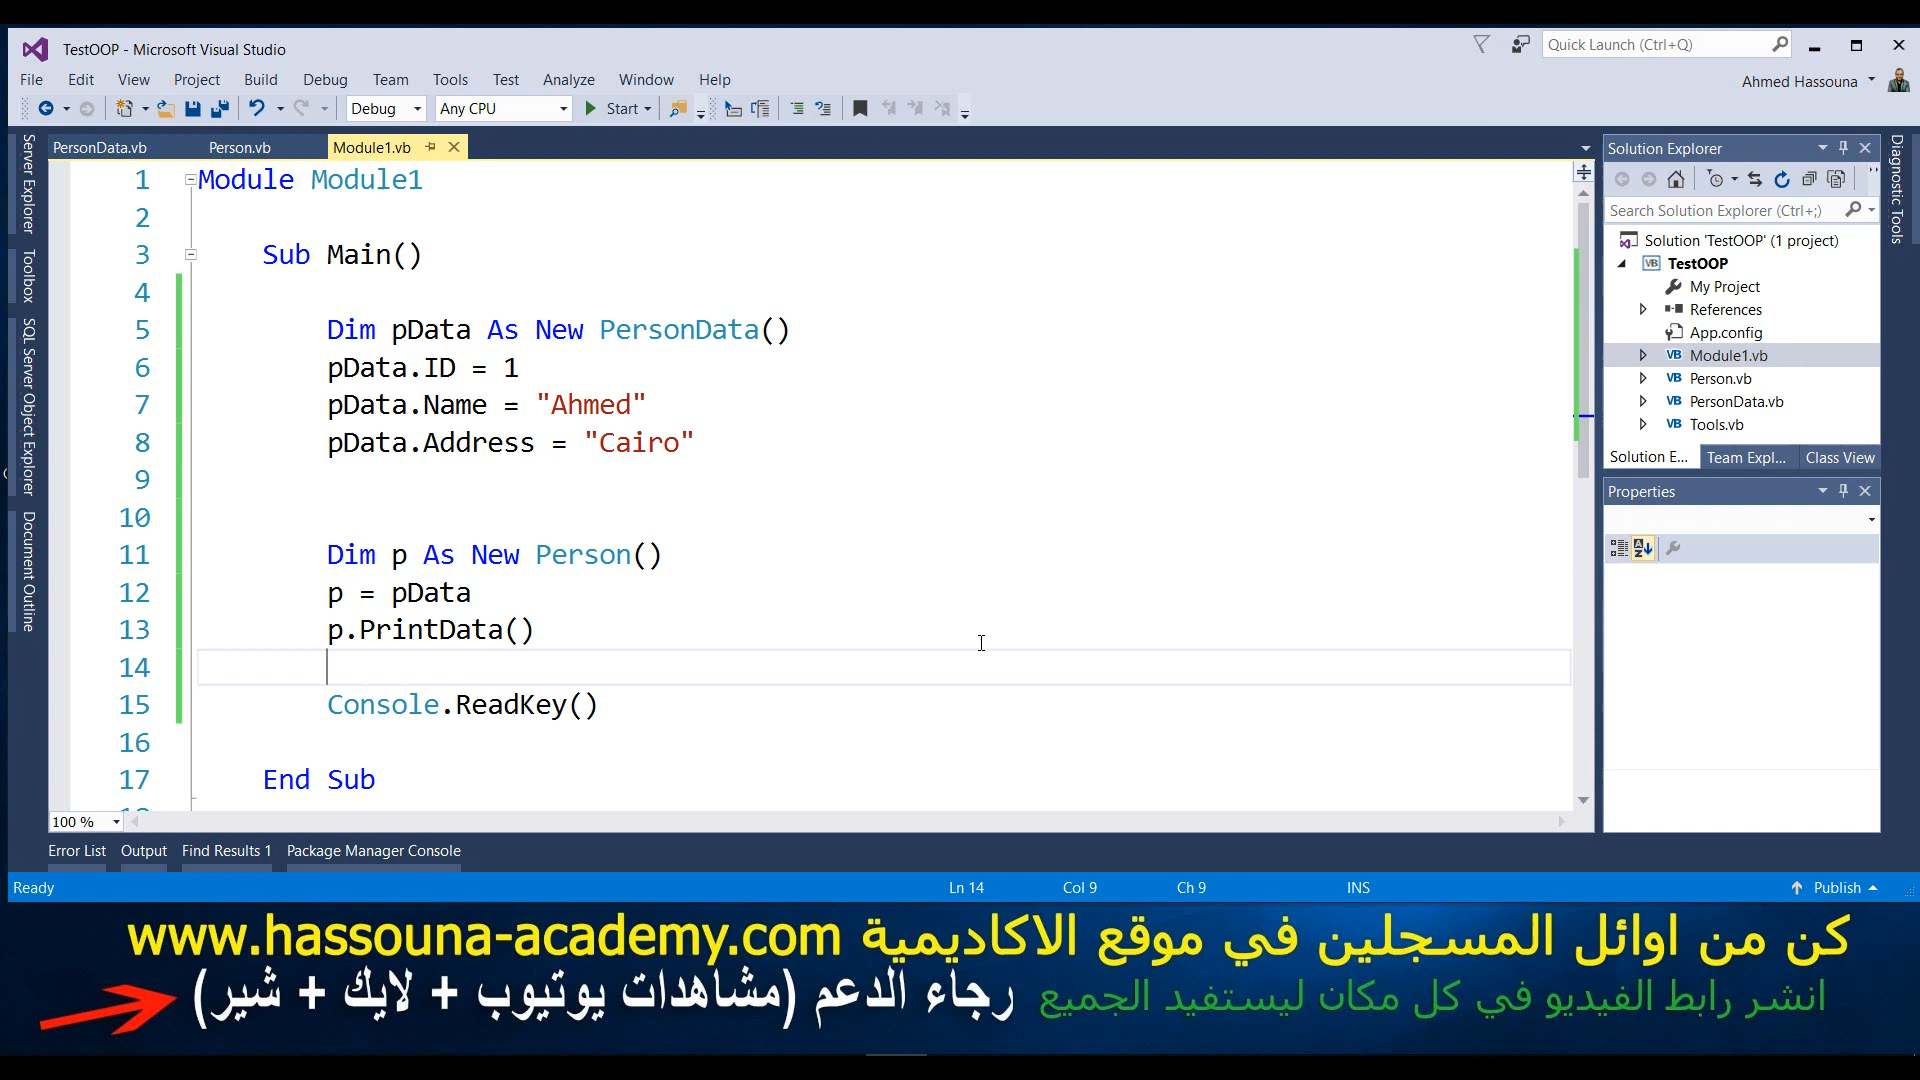 TestOOP - Microsoft Visual Studio
Quick Launch (Ctrl+Q)
File Edit View Project Build Debug Team Tools Test Analyze Window Help
Ahmed Hassouna
Debug Any CPU Start
PersonData.vb Person.vb Module1.vb
Server Explorer
Toolbox
SQL Server Object Explorer
Document Outline
1 Module Module1
2
3 Sub Main()
4
5 Dim pData As New PersonData()
6 pData.ID = 1
7 pData.Name = "Ahmed"
8 pData.Address = "Cairo"
9
10
11 Dim p As New Person()
12 p = pData
13 p.PrintData()
14
15 Console.ReadKey()
16
17 End Sub
100 %
Solution Explorer
Search Solution Explorer (Ctrl+;)
Solution 'TestOOP' (1 project)
VB TestOOP
My Project
References
App.config
VB Module1.vb
VB Person.vb
VB PersonData.vb
VB Tools.vb
Solution E... Team Expl... Class View
Properties
Diagnostic Tools
Error List Output Find Results 1 Package Manager Console
Ready Ln 14 Col 9 Ch 9 INS Publish
كن من اوائل المسجلين في موقع الاكاديمية www.hassouna-academy.com
انشر رابط الفيديو في كل مكان ليستفيد الجميع رجاء الدعم (مشاهدات يوتيوب + لايك + شير)